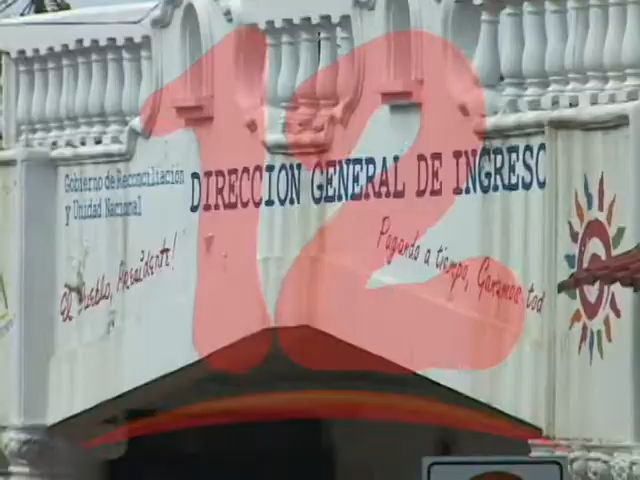 12
Gobierno de Reconciliación
y Unidad Nacional
DIRECCION GENERAL DE INGRESO
El Pueblo, Presidente!
Pagando a tiempo, Ganamos tod